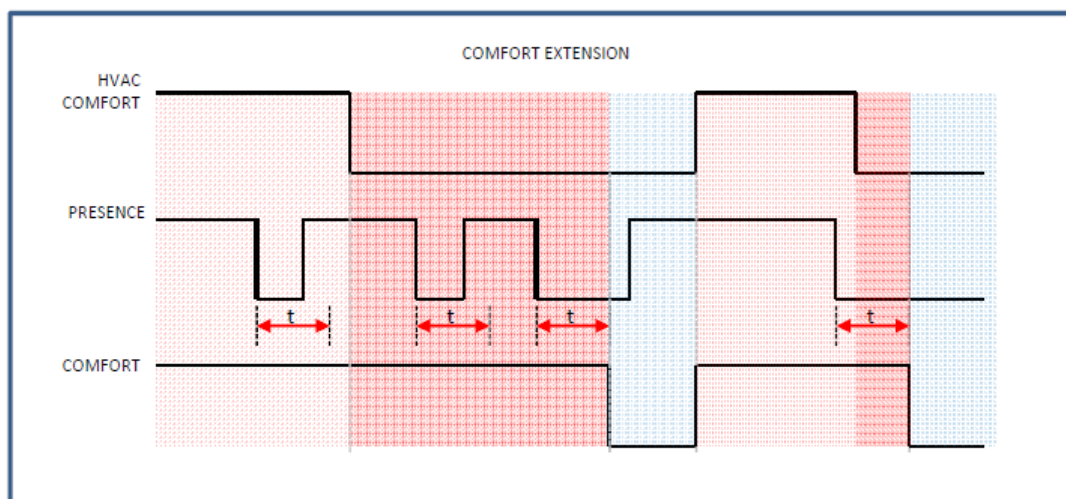 COMFORT EXTENSION
HVAC
COMFORT
PRESENCE
t
t
t
t
COMFORT